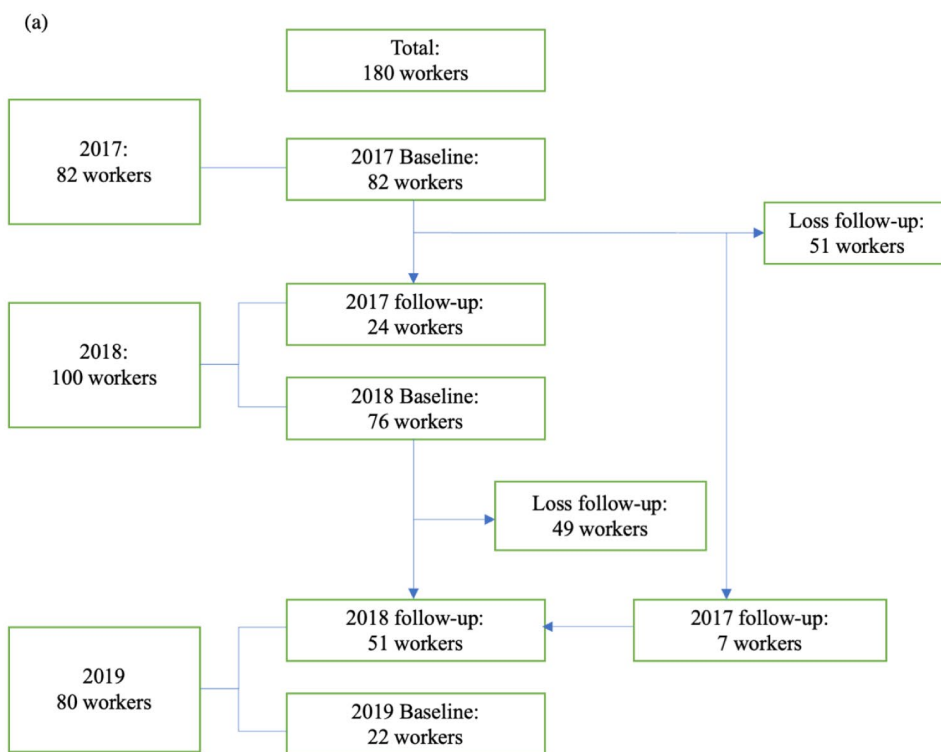 (a)
Total:
180 workers
2017:
82 workers
2017 Baseline:
82 workers
Loss follow-up:
51 workers
2017 follow-up:
24 workers
2018:
100 workers
2018 Baseline:
76 workers
Loss follow-up:
49 workers
2018 follow-up:
51 workers
2017 follow-up:
7 workers
2019
80 workers
2019 Baseline:
22 workers